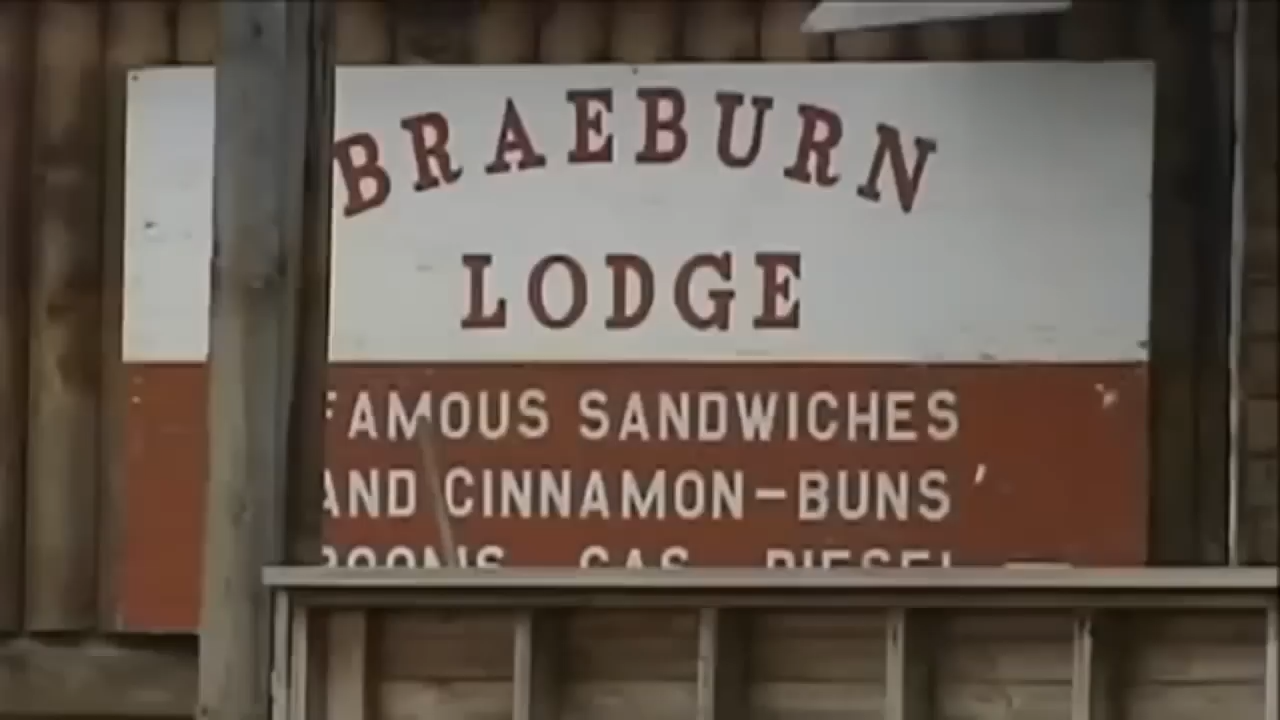 BRAEBURN
LODGE
FAMOUS SANDWICHES
AND CINNAMON-BUNS'
ROOMS GAS DIESEL